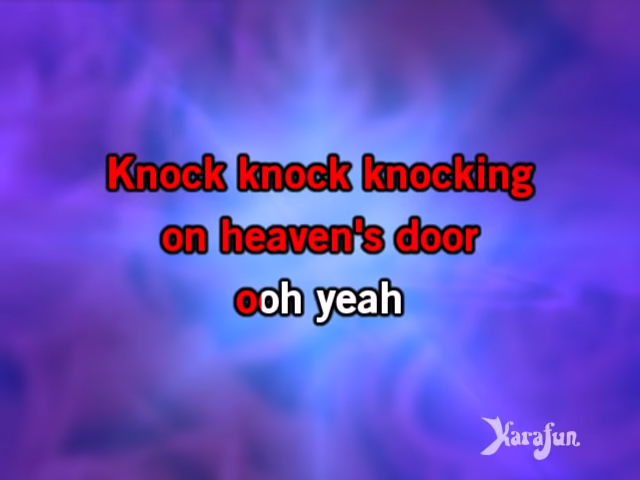 Knock knock knocking
on heaven's door
ooh yeah
Karafun